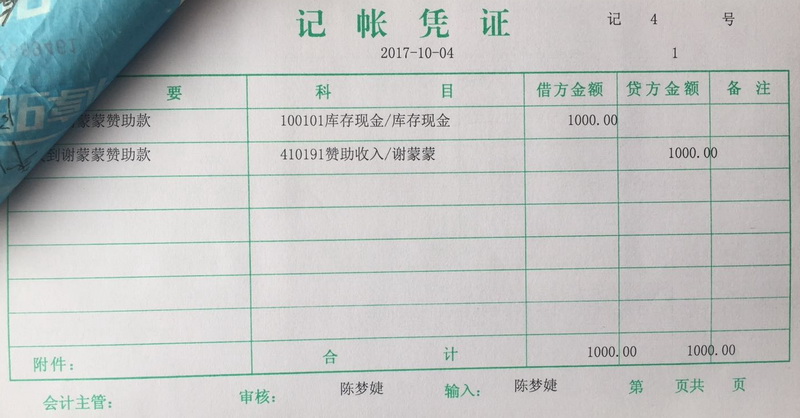 记帐凭证
记 4 号
2017-10-04 1
要 科目 借方金额 贷方金额 备注
蒙蒙赞助款 100101库存现金/库存现金 1000.00
到谢蒙蒙赞助款 410191赞助收入/谢蒙蒙 1000.00
附件： 合计 1000.00 1000.00
会计主管： 审核： 陈梦婕 输入： 陈梦婕 第 页共 页